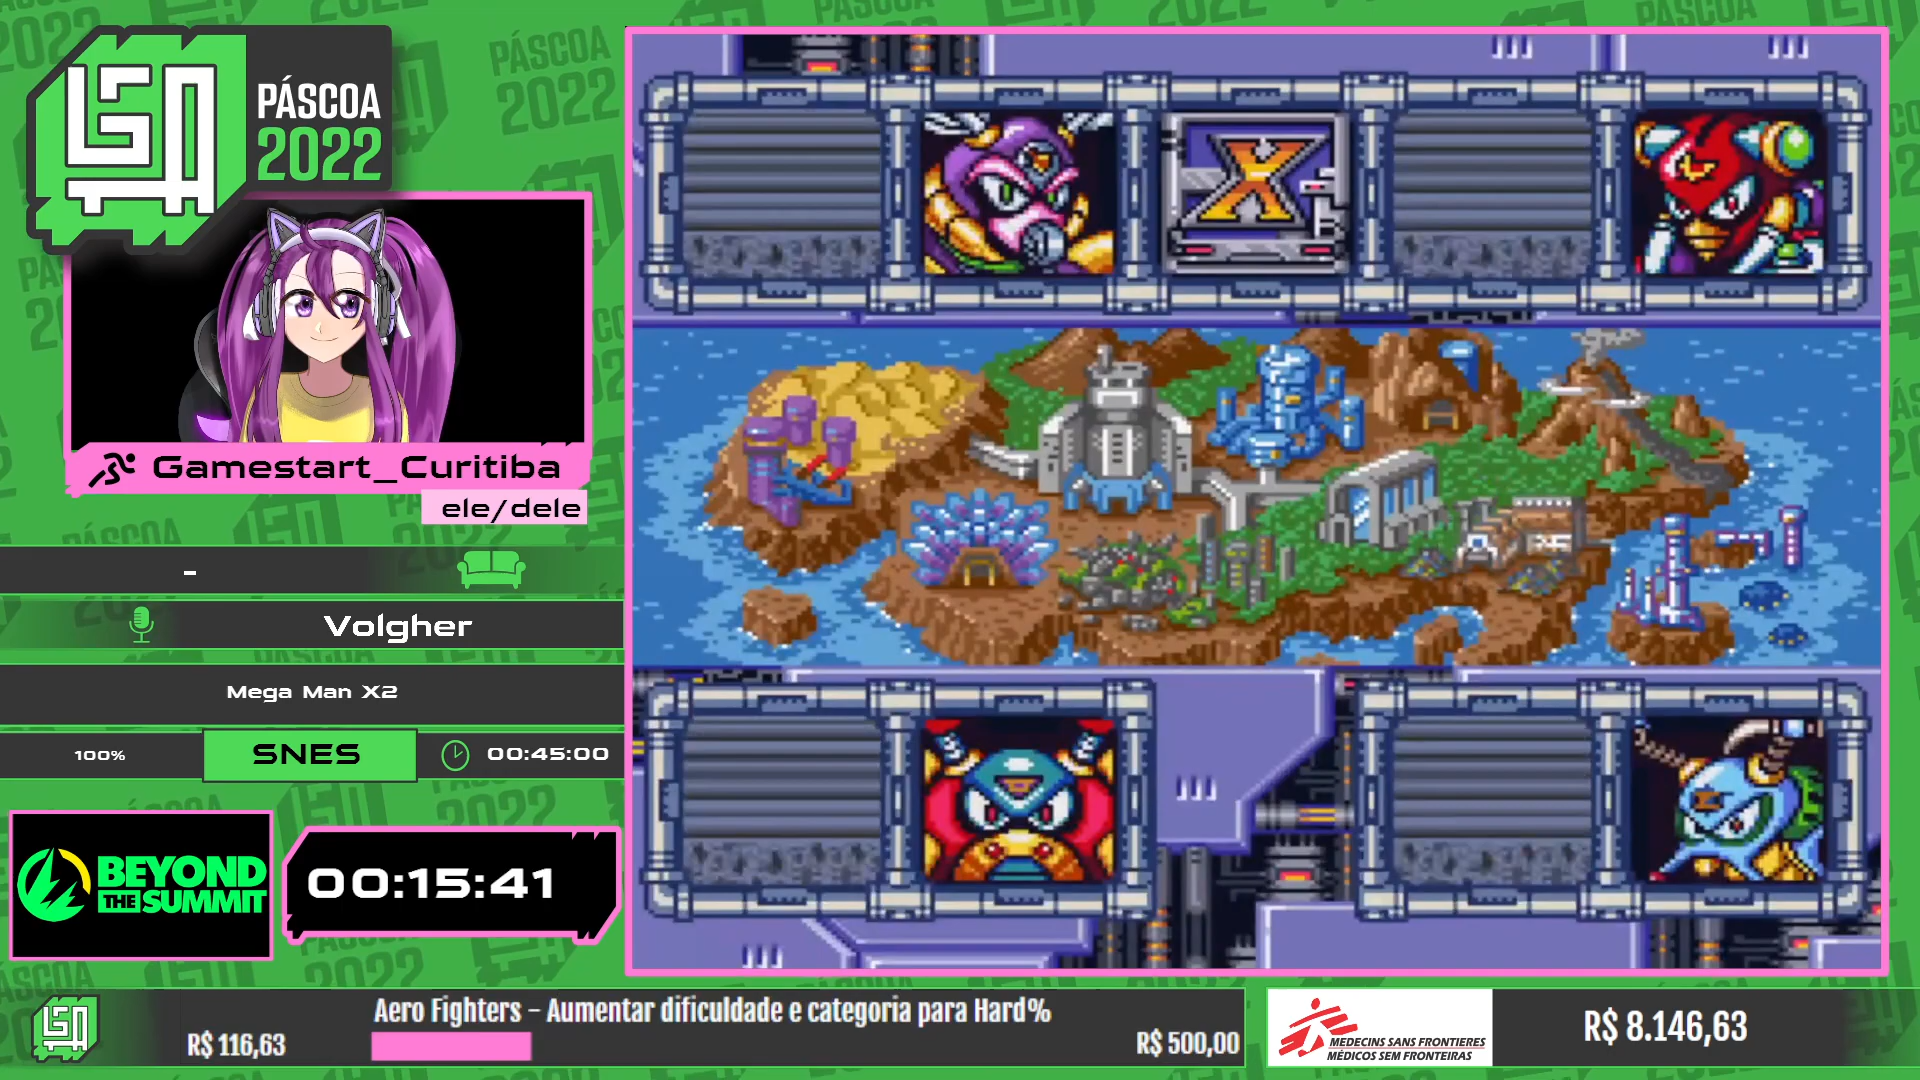 PÁSCOA
2022
Gamestart_Curitiba
ele/dele
-
Volgher
Mega Man X2
100%
SNES
00:45:00
BEYOND
THE SUMMIT
00:15:41
X
Aero Fighters - Aumentar dificuldade e categoria para Hard%
R$ 116,63
R$ 500,00
MEDECINS SANS FRONTIERES
MÉDICOS SEM FRONTEIRAS
R$ 8.146,63